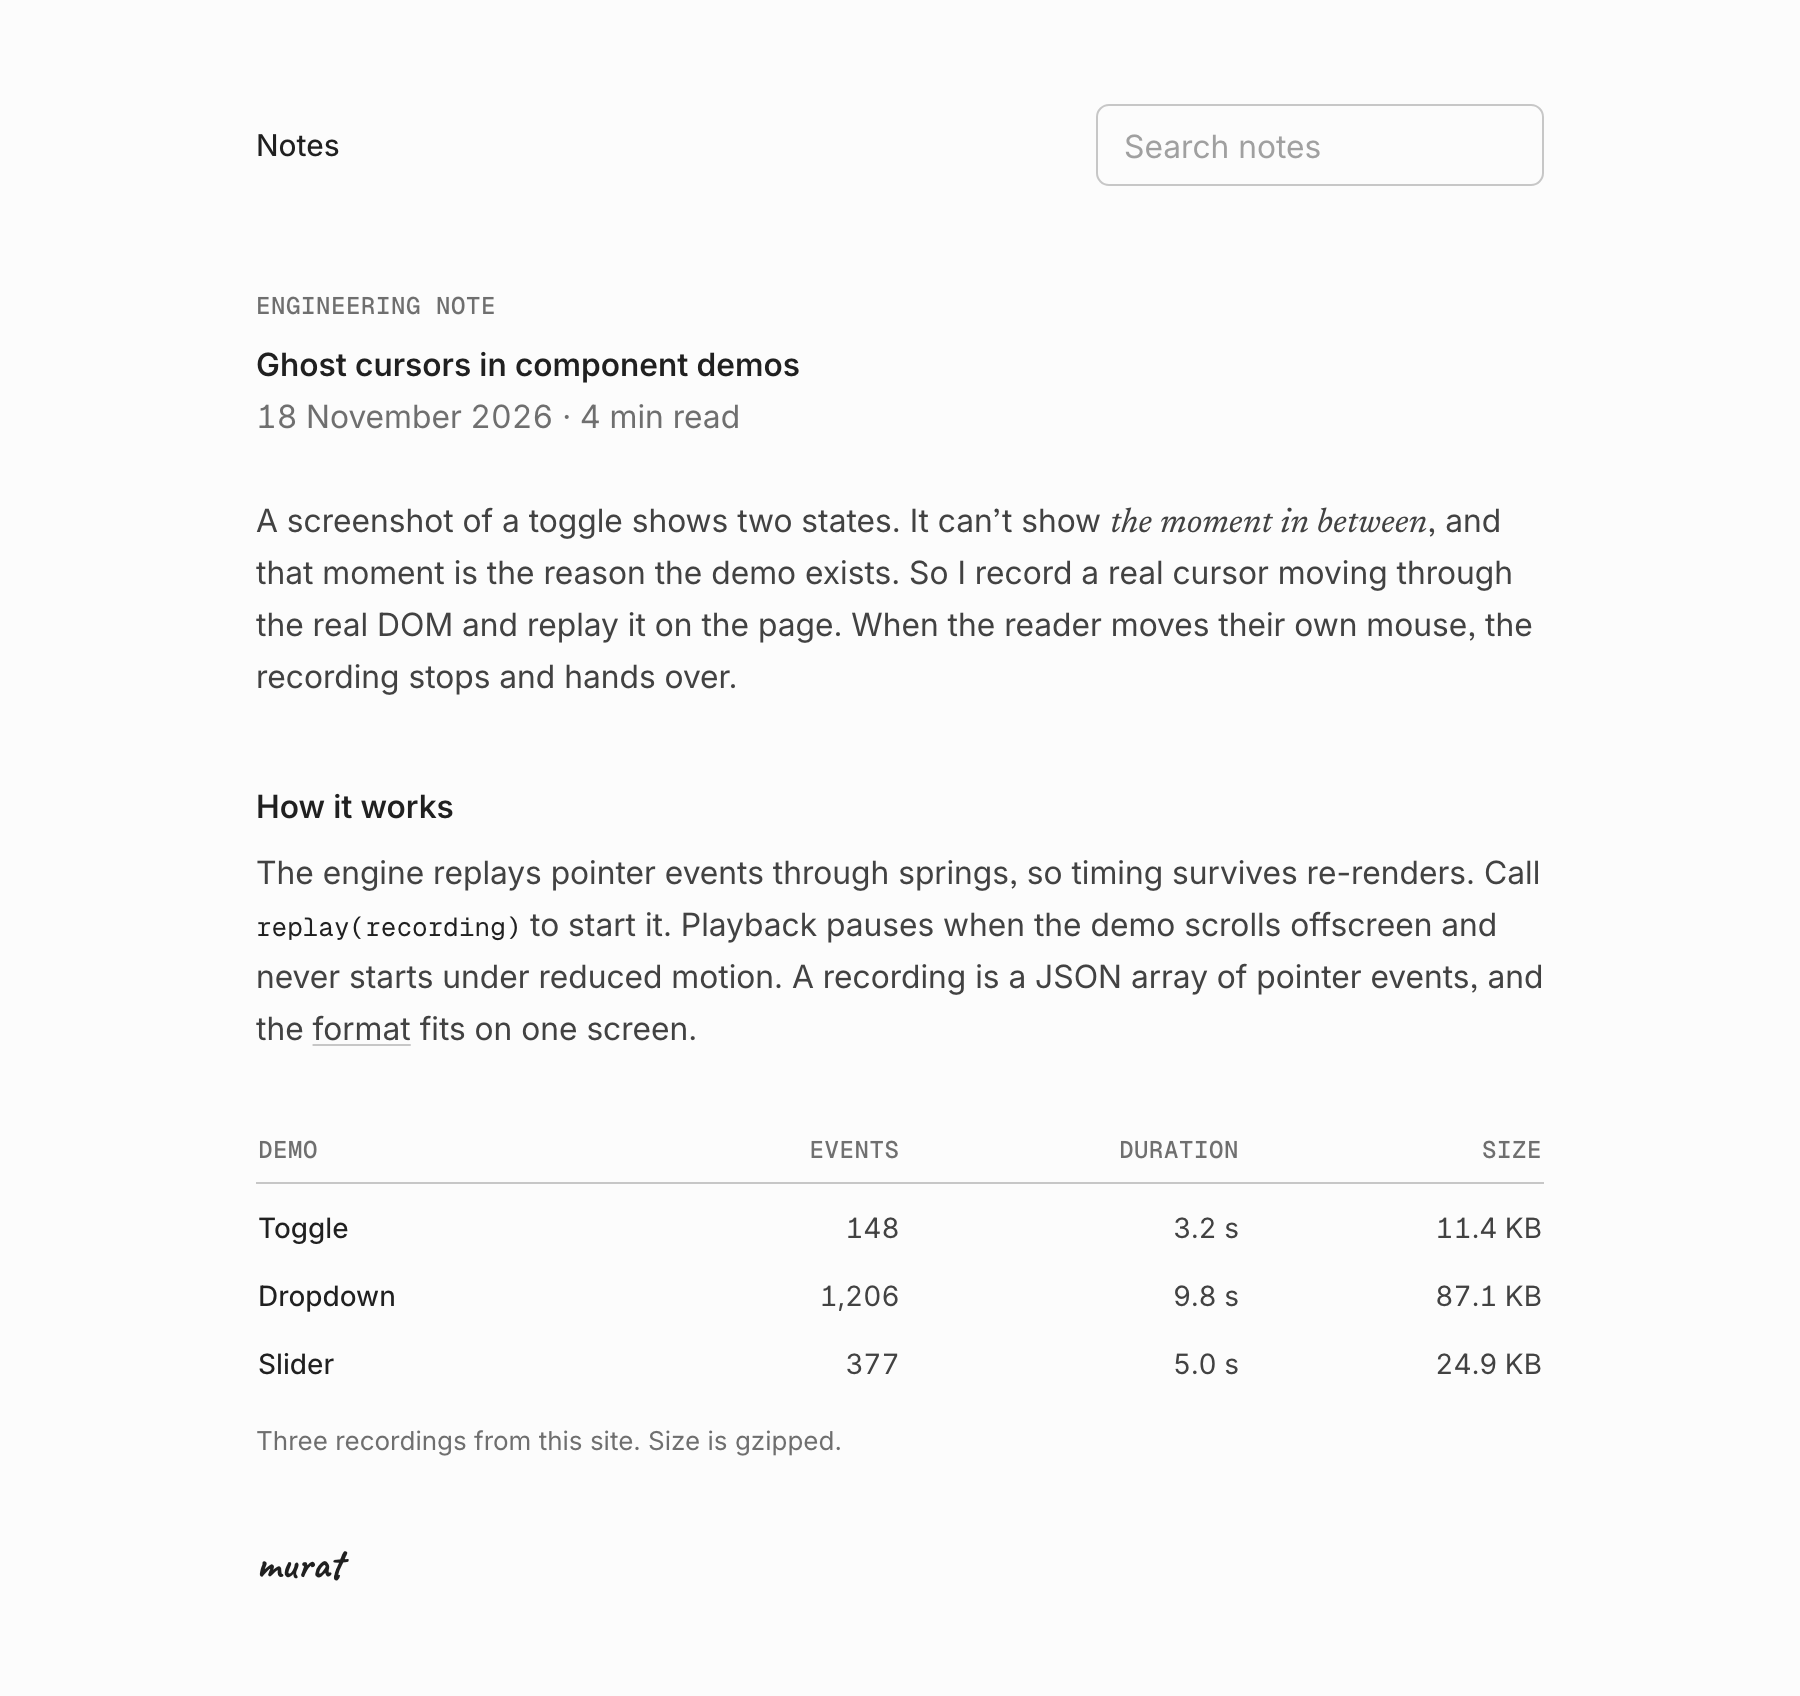 Notes
Search notes
ENGINEERING NOTE
Ghost cursors in component demos
18 November 2026 · 4 min read
A screenshot of a toggle shows two states. It can’t show the moment in between, and
that moment is the reason the demo exists. So I record a real cursor moving through
the real DOM and replay it on the page. When the reader moves their own mouse, the
recording stops and hands over.
How it works
The engine replays pointer events through springs, so timing survives re-renders. Call
replay(recording) to start it. Playback pauses when the demo scrolls offscreen and
never starts under reduced motion. A recording is a JSON array of pointer events, and
the format fits on one screen.
DEMO EVENTS DURATION SIZE
Toggle 148 3.2 s 11.4 KB
Dropdown 1,206 9.8 s 87.1 KB
Slider 377 5.0 s 24.9 KB
Three recordings from this site. Size is gzipped.
murat